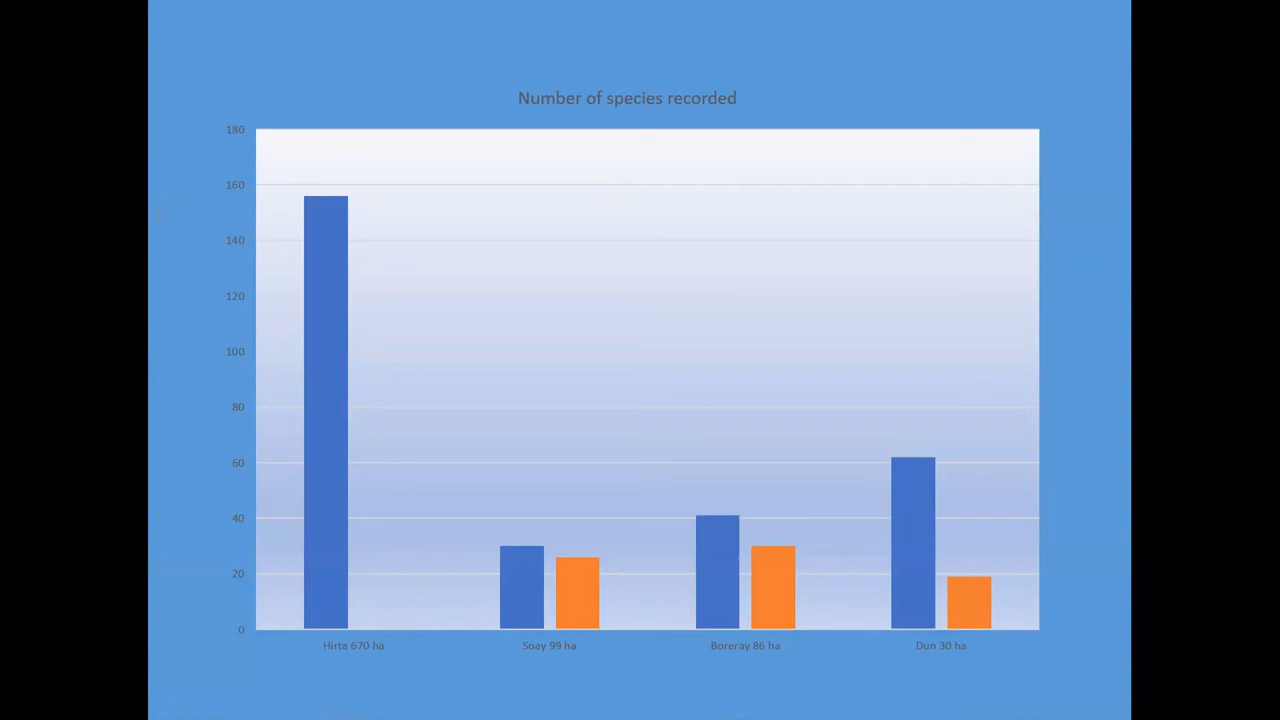 Number of species recorded
180
160
140
120
100
80
60
40
20
0
Hirta 670 ha
Soay 99 ha
Boreray 86 ha
Dun 30 ha